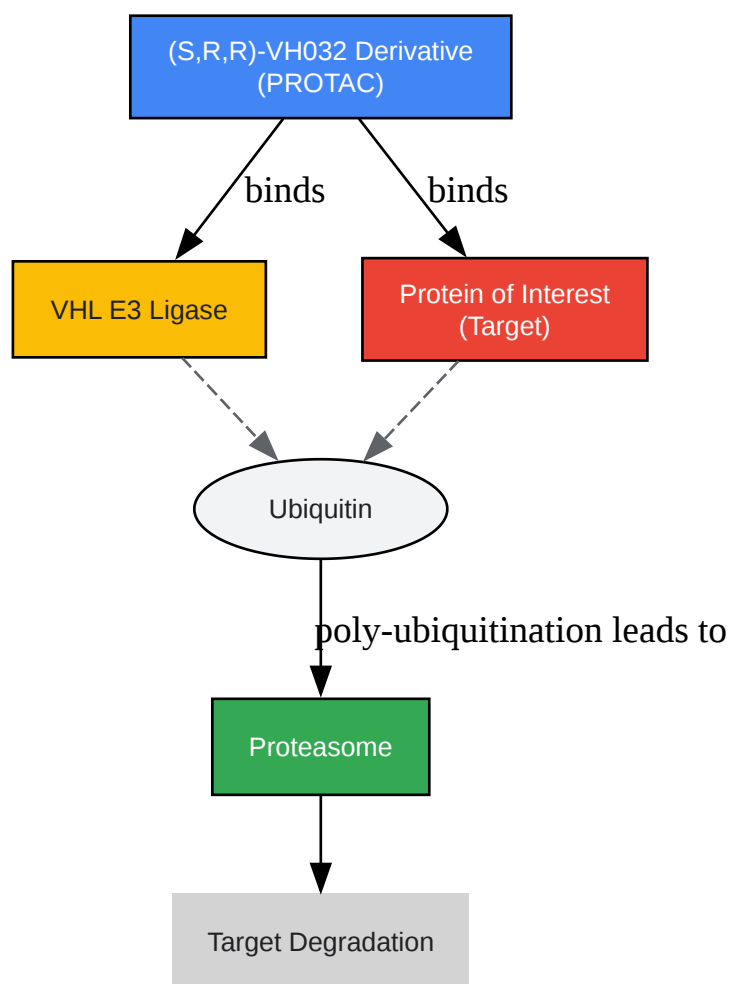 (S,R,R)-VH032 Derivative
(PROTAC)
binds
binds
VHL E3 Ligase
Protein of Interest
(Target)
Ubiquitin
poly-ubiquitination leads to
Proteasome
Target Degradation